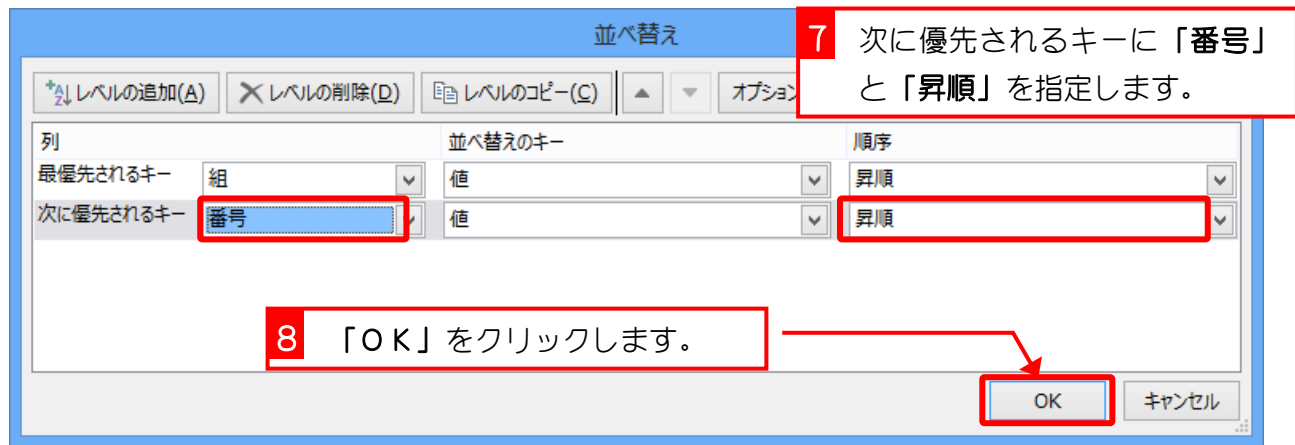 並べ替え
7 次に優先されるキーに「番号」
と「昇順」を指定します。
レベルの追加(A) レベルの削除(D) レベルのコピー(C) オプション
列 並べ替えのキー 順序
最優先されるキー 組 値 昇順
次に優先されるキー 番号 値 昇順
8 「OK」をクリックします。
OK キャンセル